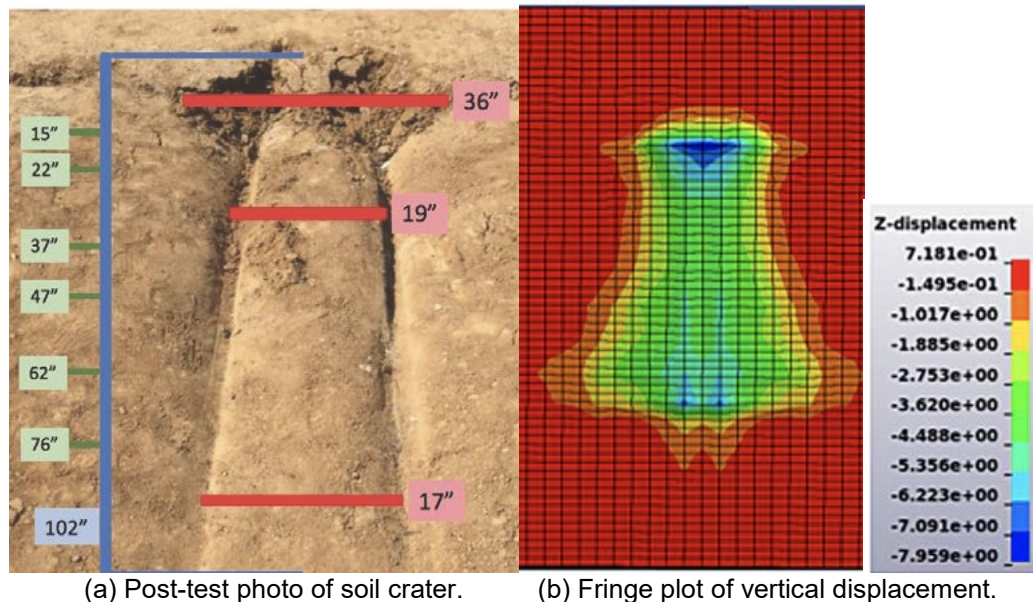 36”
15”
22”
19”
37”
47”
62”
76”
17”
102”
Z-displacement
7.181e-01
-1.495e-01
-1.017e+00
-1.885e+00
-2.753e+00
-3.620e+00
-4.488e+00
-5.356e+00
-6.223e+00
-7.091e+00
-7.959e+00
(a) Post-test photo of soil crater.
(b) Fringe plot of vertical displacement.